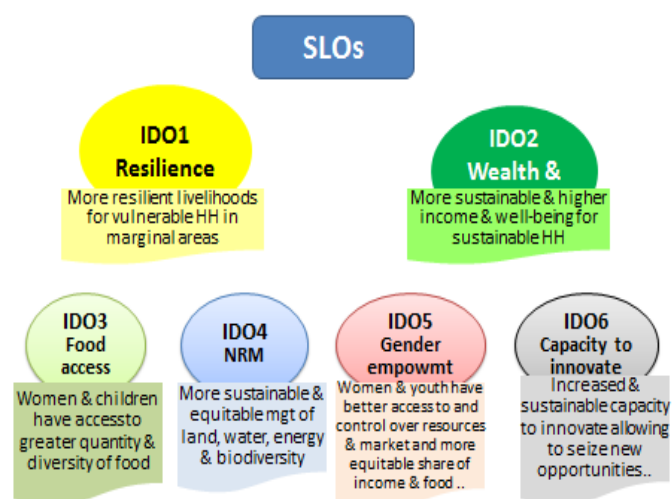 SLOs
IDO1
Resilience
More resilient livelihoods
for vulnerable HH in
marginal areas
IDO2
Wealth &
More sustainable & higher
income & well-being for
sustainable HH
IDO3
Food
access
Women & children
have access to
greater quantity &
diversity of food
IDO4
NRM
More sustainable &
equitable mgt of
land, water, energy
& biodiversity
IDO5
Gender
empowmt
Women & youth have
better access to and
control over resources
& market and more
equitable share of
income & food ..
IDO6
Capacity to
innovate
Increased &
sustainable capacity
to innovate allowing
to seize new
opportunities..